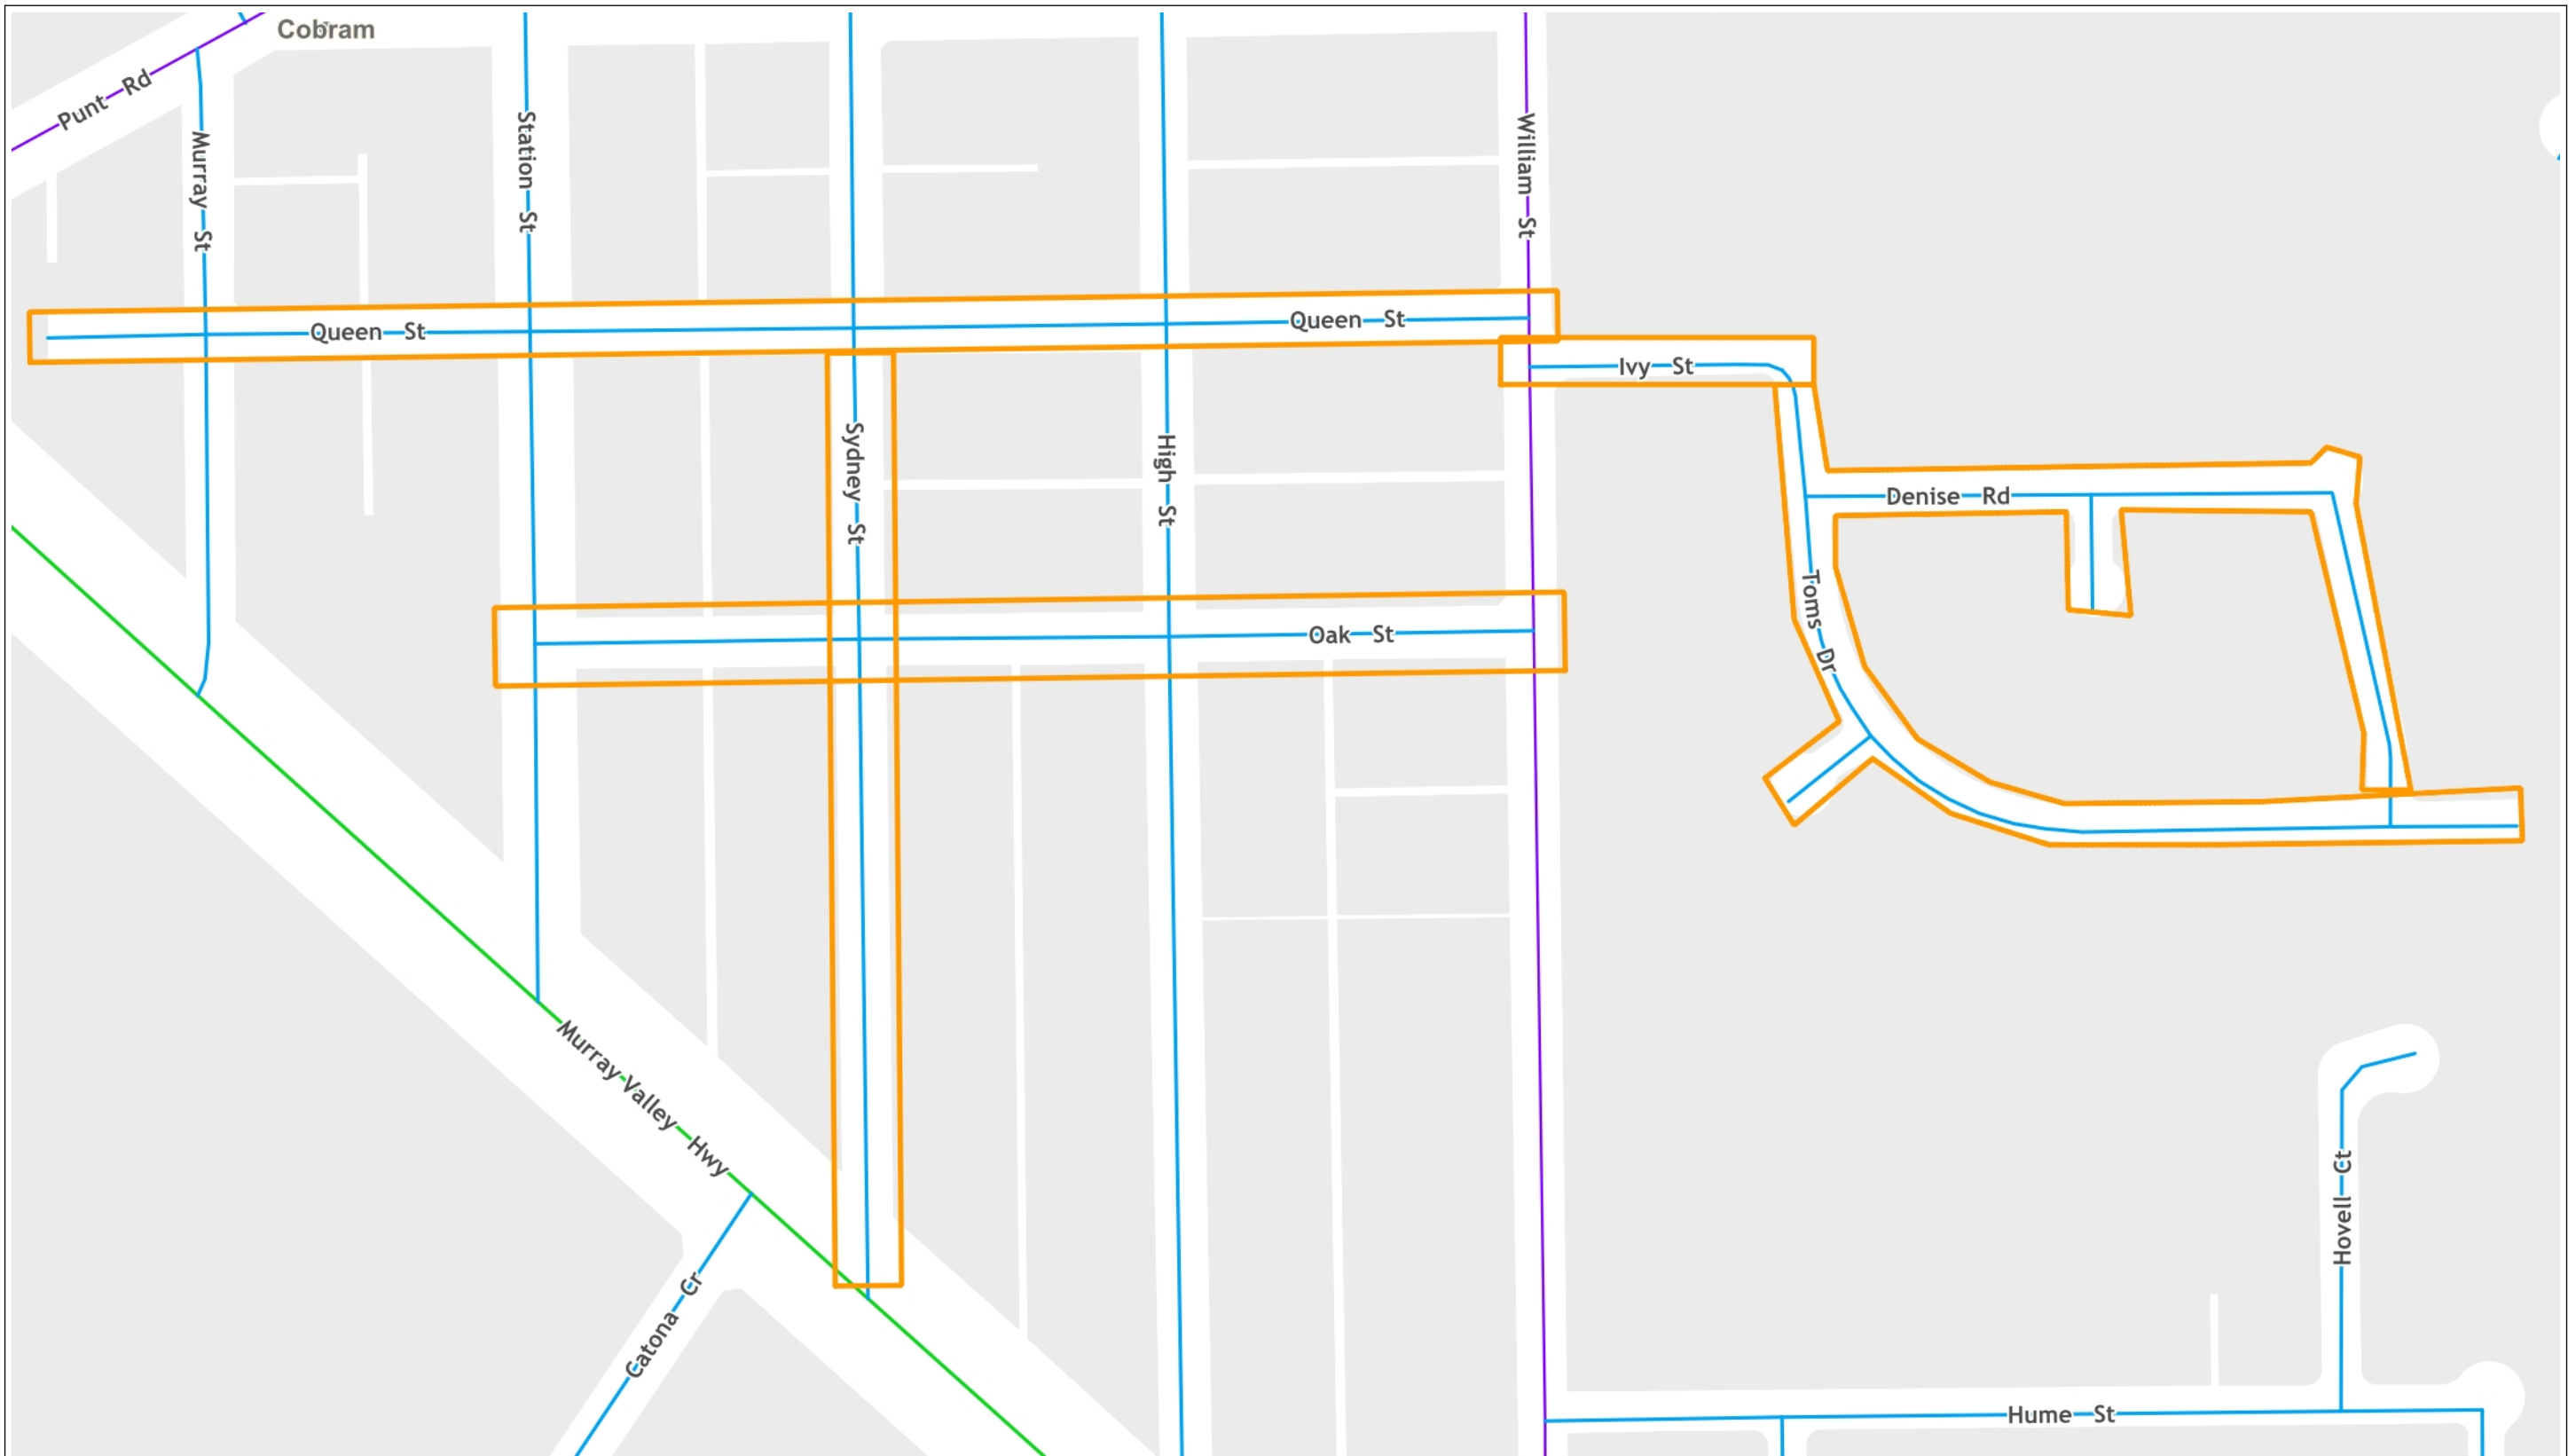 Cobram
Punt Rd
Murray St
Station St
William St
Queen St
Queen St
Ivy St
Sydney St
High St
Denise Rd
Toms Dr
Oak St
Murray Valley Hwy
Catona Cr
Hovell Ct
Hume St